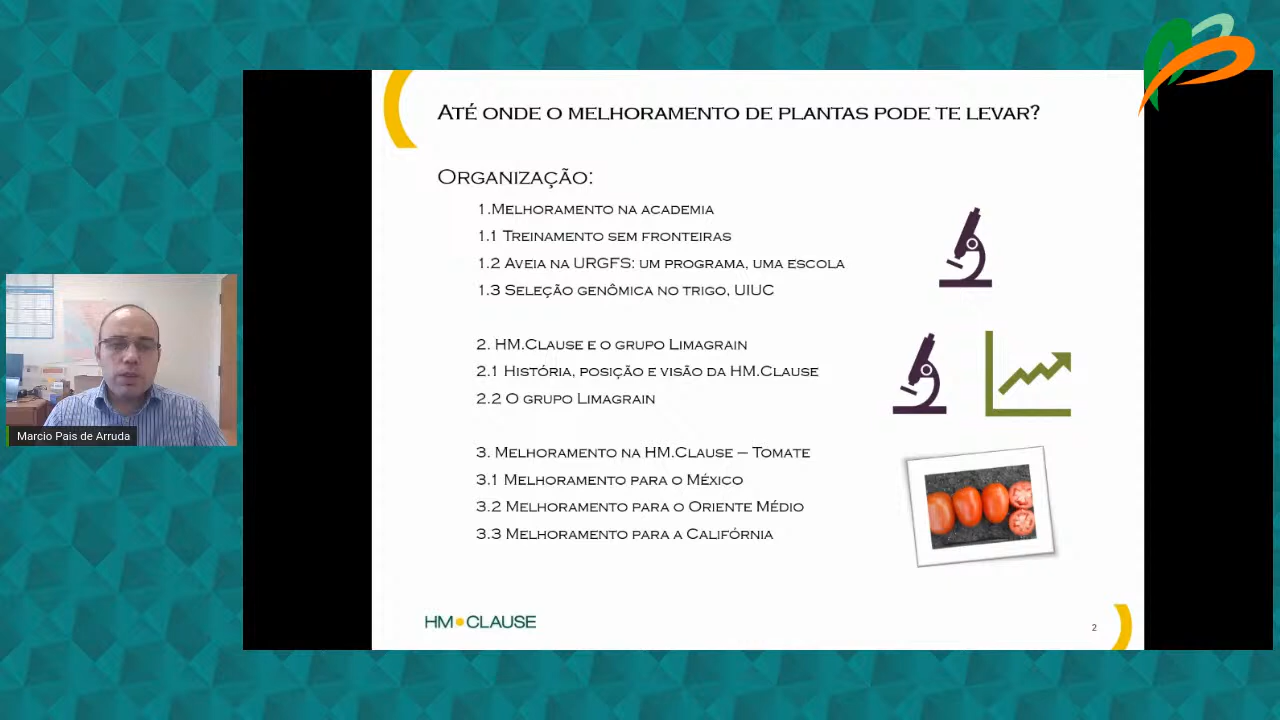 Até onde o melhoramento de plantas pode te levar?
Organização:
1.Melhoramento na academia
1.1 Treinamento sem fronteiras
1.2 Aveia na URGFS: um programa, uma escola
1.3 Seleção genômica no trigo, UIUC
2. HM.Clause e o grupo Limagrain
2.1 História, posição e visão da HM.Clause
2.2 O grupo Limagrain
3. Melhoramento na HM.Clause – Tomate
3.1 Melhoramento para o México
3.2 Melhoramento para o Oriente Médio
3.3 Melhoramento para a Califórnia
HM•CLAUSE
2
Marcio Pais de Arruda